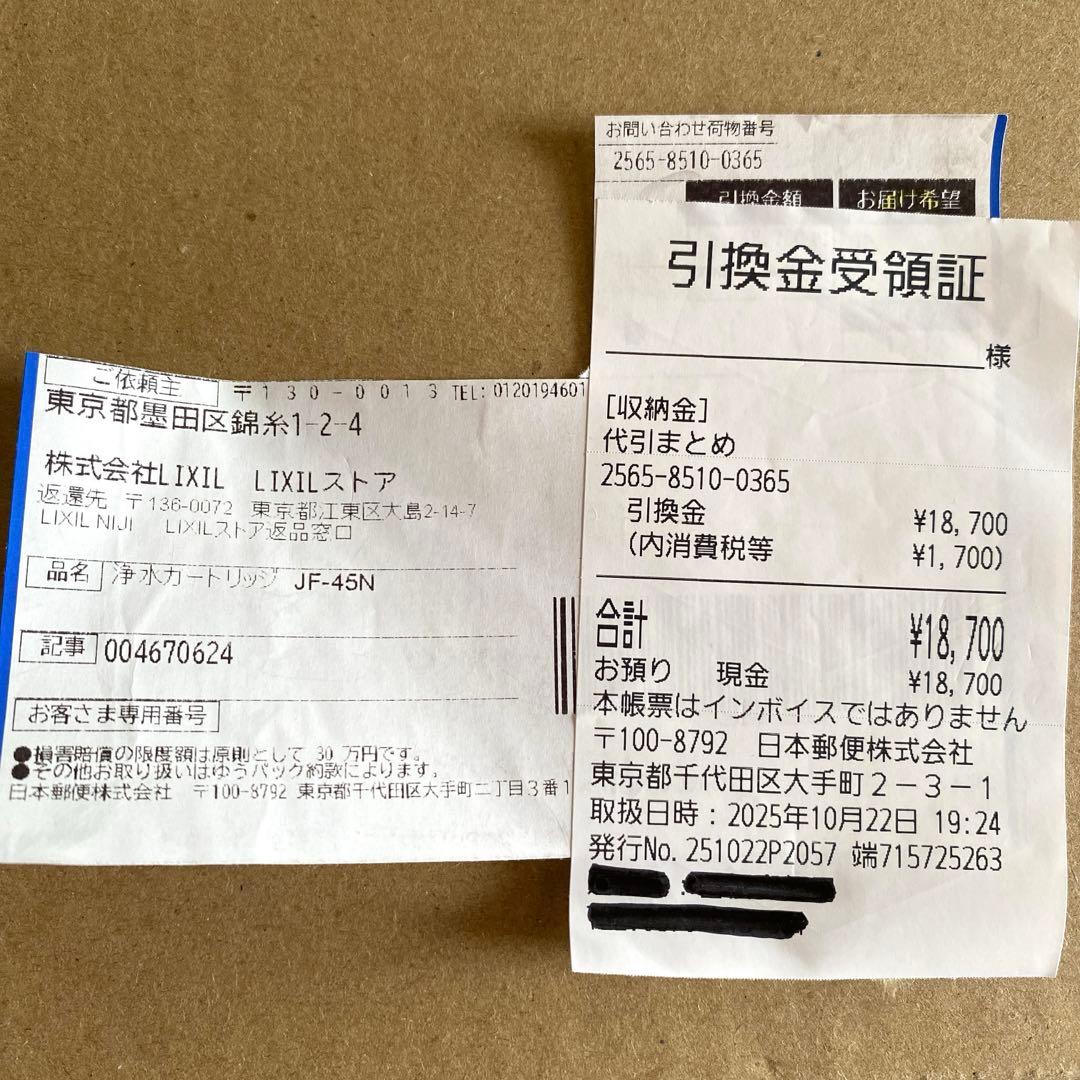 お問い合わせ荷物番号
2565-8510-0365
引換金額 お届け希望
引換金受領証
様
[収納金]
代引まとめ
2565-8510-0365
引換金 ¥18,700
(内消費税等 ¥1,700)
合計 ¥18,700
お預り 現金 ¥18,700
本帳票はインボイスではありません
〒100-8792 日本郵便株式会社
東京都千代田区大手町2-3-1
取扱日時:2025年10月22日 19:24
発行No.251022P2057 端715725263
ご依頼主 〒130-0013 TEL:0120194601
東京都墨田区錦糸1-2-4
株式会社LIXIL LIXILストア
返還先 〒136-0072 東京都江東区大島2-14-7
LIXIL NIJI LIXILストア返品窓口
品名 浄水カートリッジ JF-45N
記事 004670624
お客さま専用番号
●損害賠償の限度額は原則として 30 万円です。
●その他お取り扱いはゆうパック約款によります。
日本郵便株式会社 〒100-8792 東京都千代田区大手町二丁目3番1